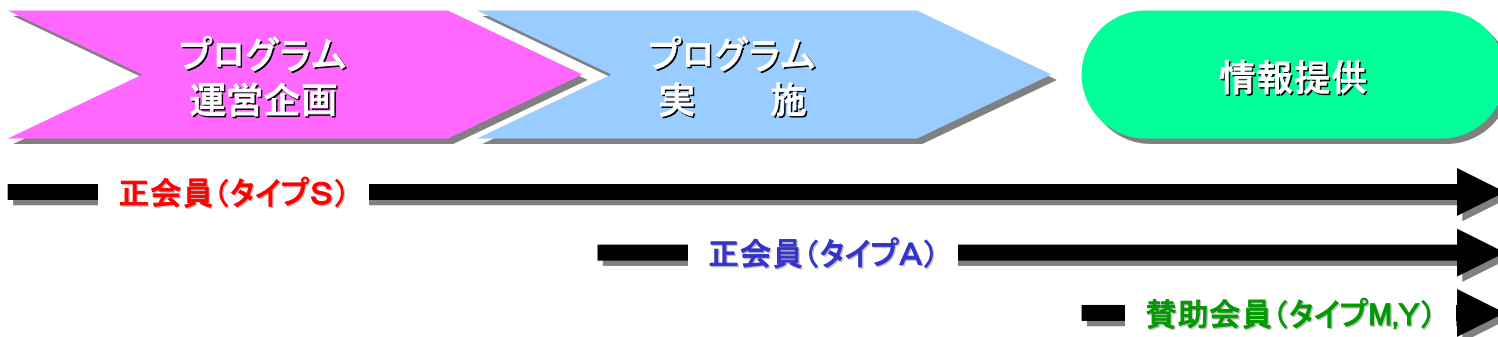 プログラム
運営企画
プログラム
実　　施
情報提供
正会員（タイプS）
正会員（タイプA）
賛助会員（タイプM,Y）